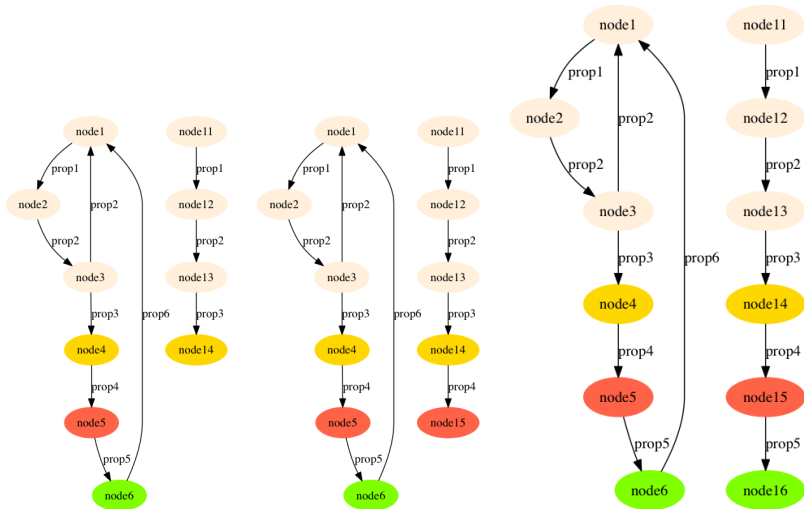 node1
node11
prop1
prop1
node2
node12
prop2
prop2
prop2
node3
node13
prop3
prop6
prop3
node4
node14
prop4
node5
prop5
node6
node1
node11
prop1
prop1
node2
node12
prop2
prop2
prop2
node3
node13
prop3
prop6
prop3
node4
node14
prop4
prop4
node5
node15
prop5
node6
node1
node11
prop1
prop1
node2
node12
prop2
prop2
prop2
node3
node13
prop3
prop6
prop3
node4
node14
prop4
prop4
node5
node15
prop5
prop5
node6
node16